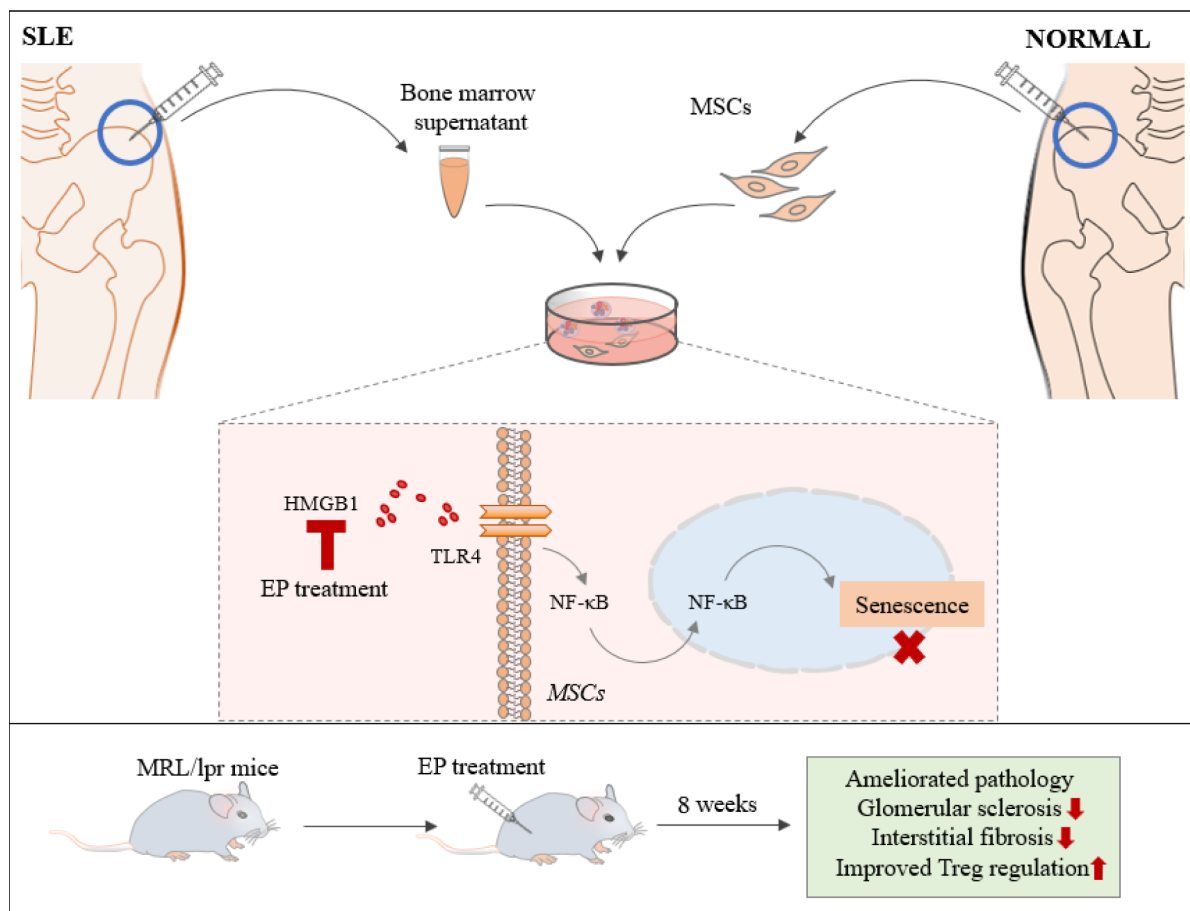 SLE
NORMAL
Bone marrow
supernatant
MSCs
HMGB1
EP treatment
TLR4
NF-κB
NF-κB
Senescence
MSCs
MRL/lpr mice
EP treatment
8 weeks
Ameliorated pathology
Glomerular sclerosis
Interstitial fibrosis
Improved Treg regulation